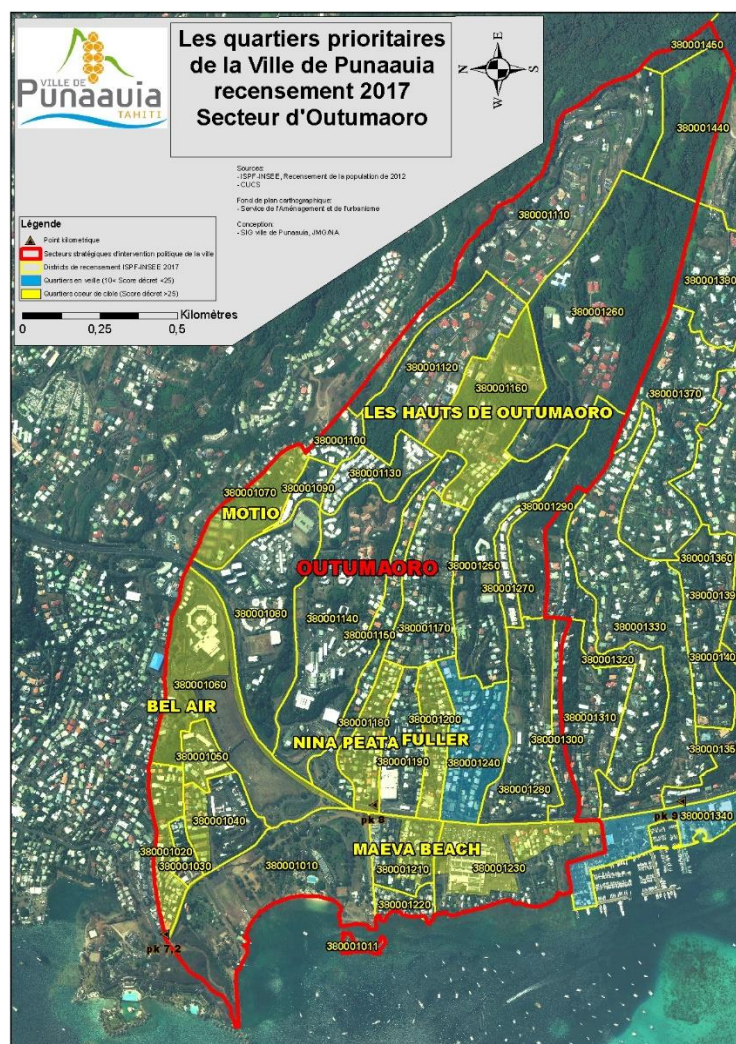 VILLE DE
Punaauia
TAHITI
Les quartiers prioritaires
de la Ville de Punaauia
recensement 2017
Secteur d'Outumaoro
N
E
S
W
Sources:
- ISPF-INSEE, Recensement de la population de 2012
- CUCS
Fond de plan carthographique:
- Service de l'Aménagement et de l'urbanisme
Conception:
- SIG ville de Punaauia, JMG/NA
Légende
Point kilometrique
Secteurs stratégiques d'intervention politique de la ville
Districts de recensement ISPF-INSEE 2017
Quartiers en veille (10< Score décret <25)
Quartiers coeur de cible (Score décret >25)
Kilomètres
0 0,25 0,5
380001450
380001440
380001110
380001380
380001260
380001120
380001160
380001370
LES HAUTS DE OUTUMAORO
380001100
380001130
380001090
380001070
MOTIO
380001290
380001360
OUTUMAORO
380001250
380001270
380001080
380001140
380001150
380001170
380001330
380001320
380001060
BEL AIR
380001180
380001200
380001310
NINA PEATA
FULLER
380001300
380001050
380001190
380001240
380001280
pk 8
pk 9
380001340
380001040
380001020
380001030
380001010
MAEVA BEACH
380001210
380001230
380001220
pk 7,2
380001011